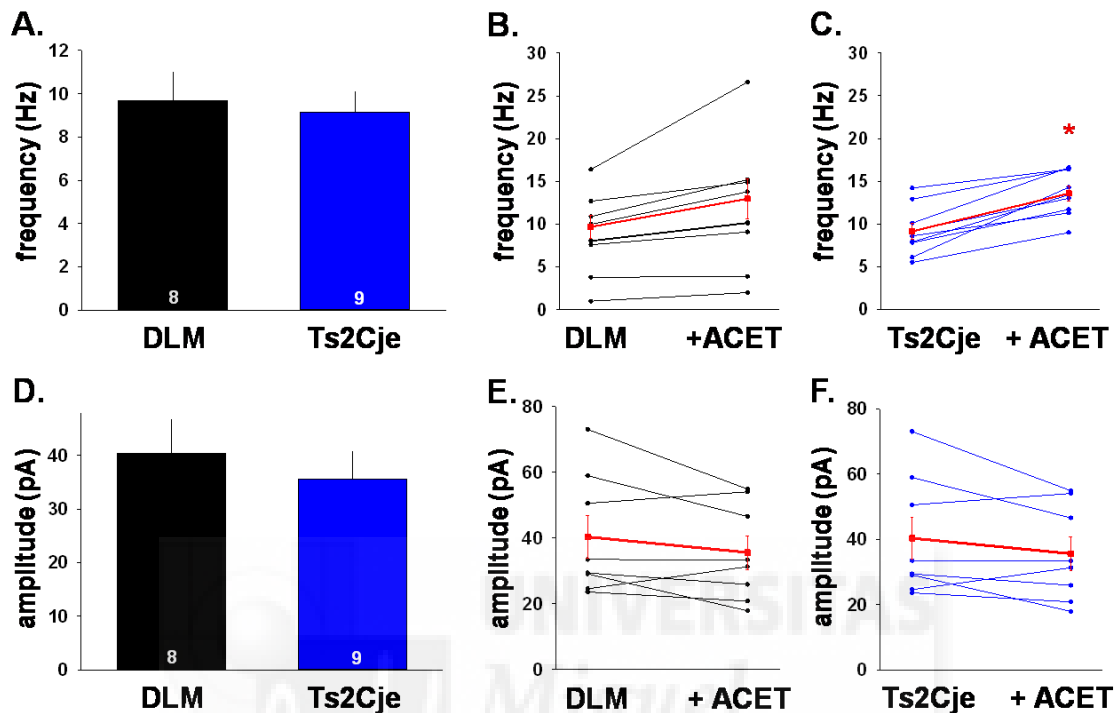 A.
frequency (Hz)
12
10
8
6
4
2
0
8
9
DLM
Ts2Cje
B.
frequency (Hz)
30
25
20
15
10
5
0
DLM
+ACET
C.
frequency (Hz)
30
25
20
15
10
5
0
*
Ts2Cje
+ ACET
D.
amplitude (pA)
40
30
20
10
0
8
9
DLM
Ts2Cje
E.
amplitude (pA)
80
60
40
20
0
DLM
+ ACET
F.
amplitude (pA)
80
60
40
20
0
Ts2Cje
+ ACET
UNIVERSITAS
Miguel